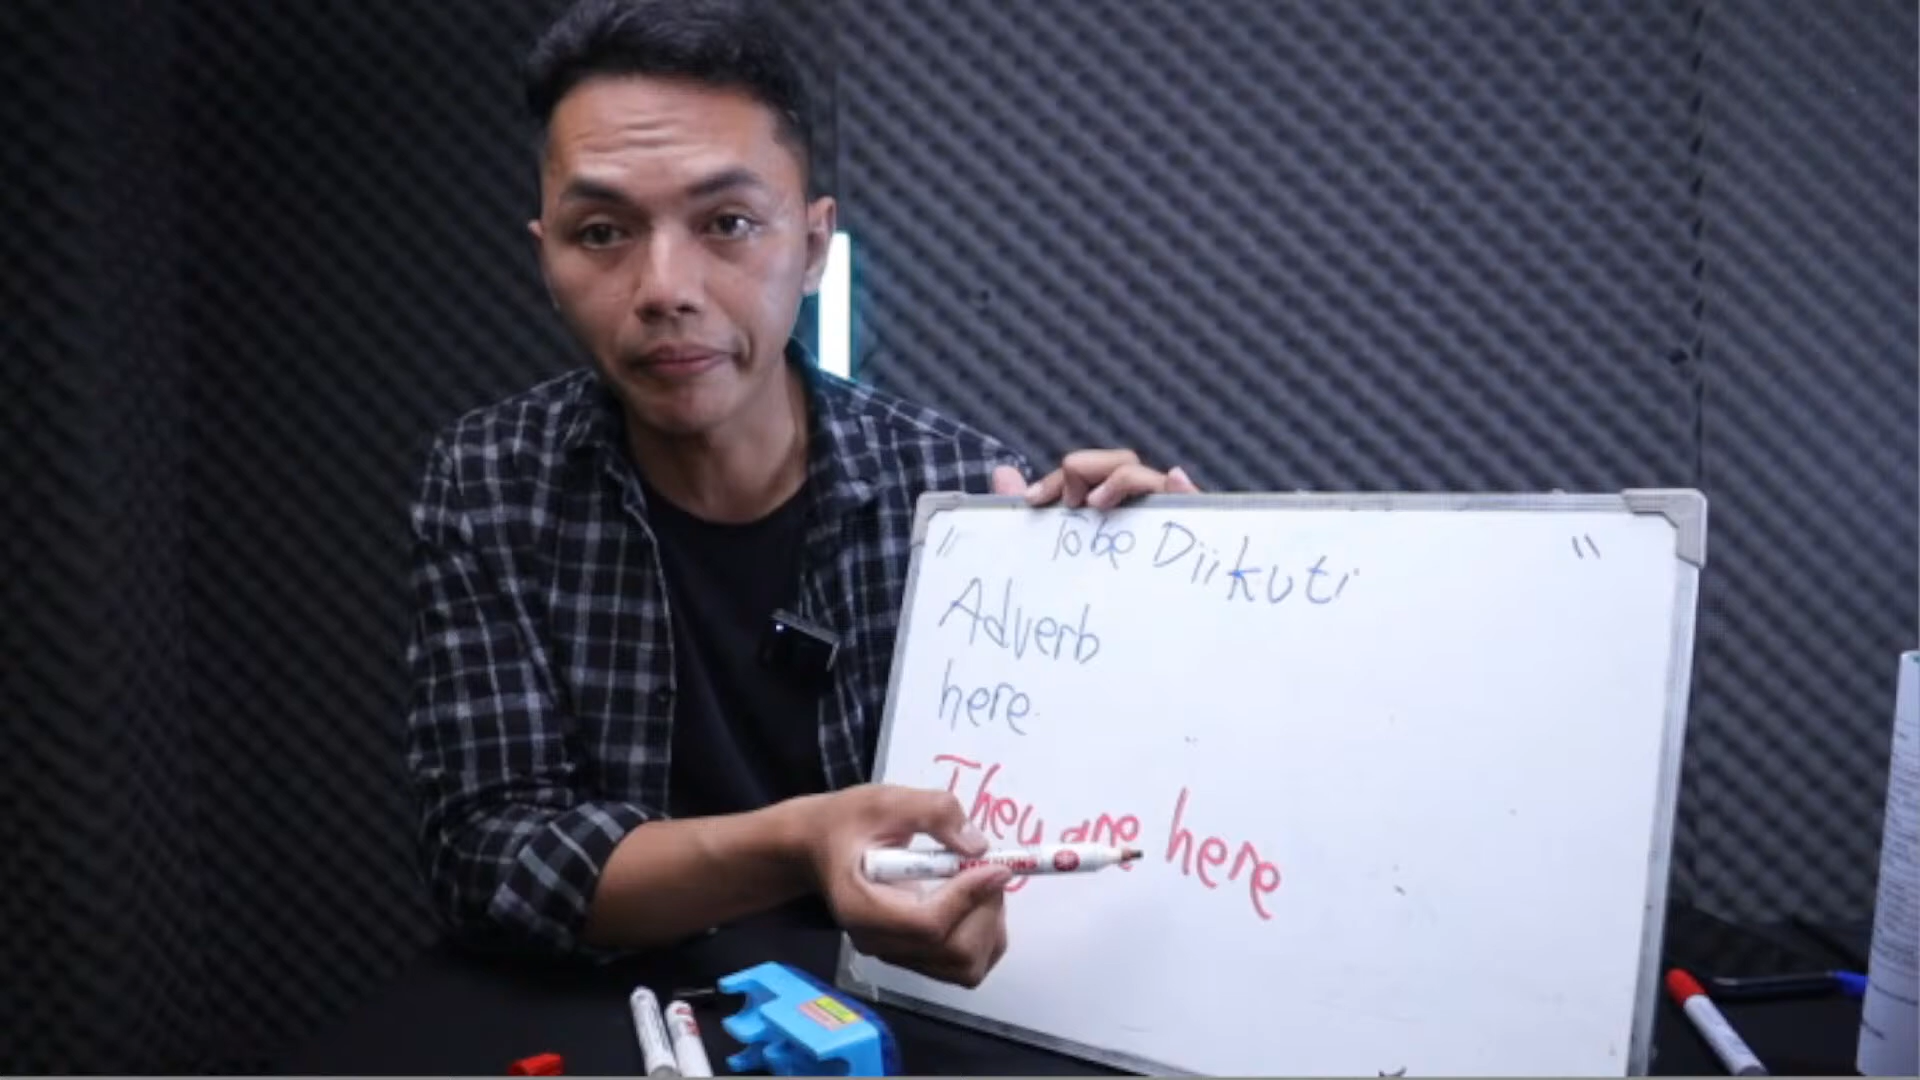 " Tobe Diikuti "
Adverb
here
They are here